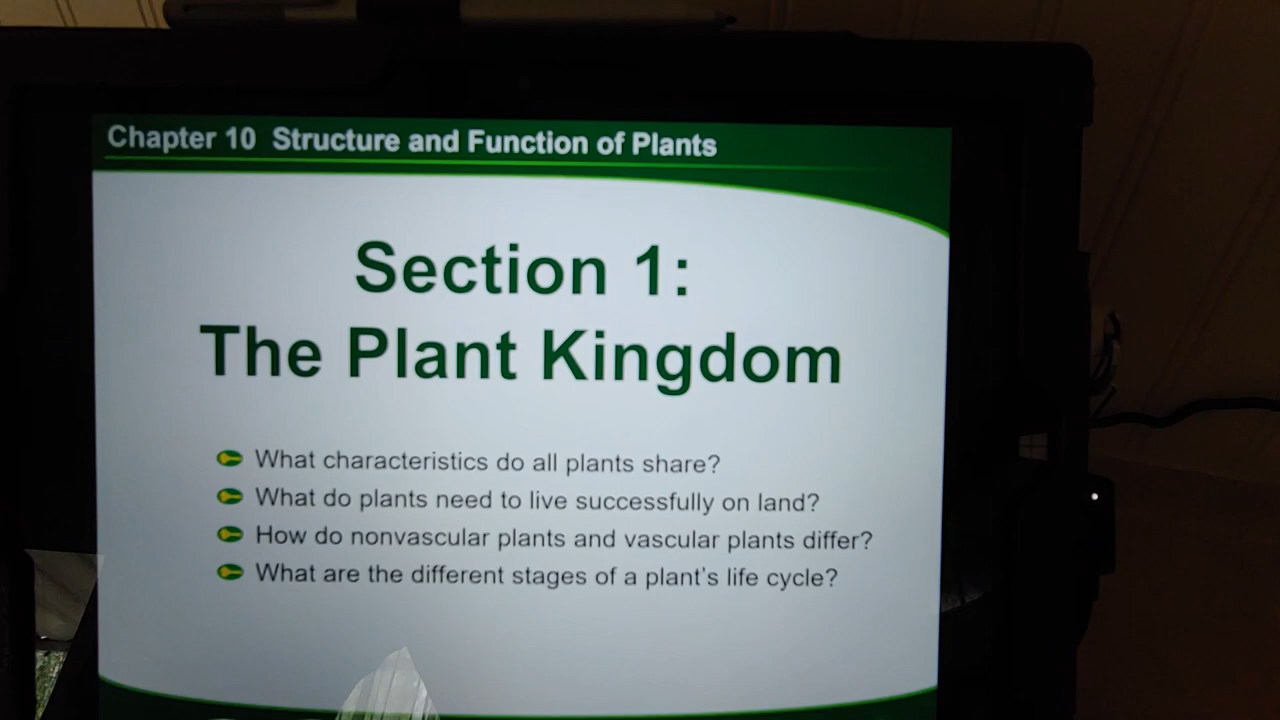 Chapter 10 Structure and Function of Plants
Section 1:
The Plant Kingdom
What characteristics do all plants share?
What do plants need to live successfully on land?
How do nonvascular plants and vascular plants differ?
What are the different stages of a plant's life cycle?